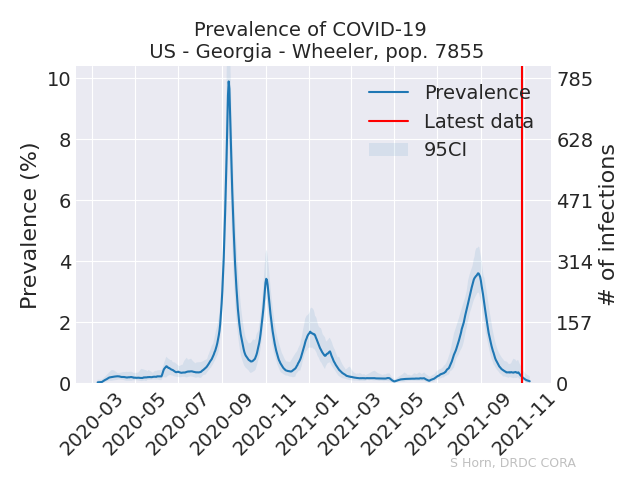 Prevalence of COVID-19
US - Georgia - Wheeler, pop. 7855
Prevalence (%)
10
8
6
4
2
0
785
628
471
314
157
0
# of infections
Prevalence
Latest data
95CI
2020-03
2020-05
2020-07
2020-09
2020-11
2021-01
2021-03
2021-05
2021-07
2021-09
2021-11
S Horn, DRDC CORA